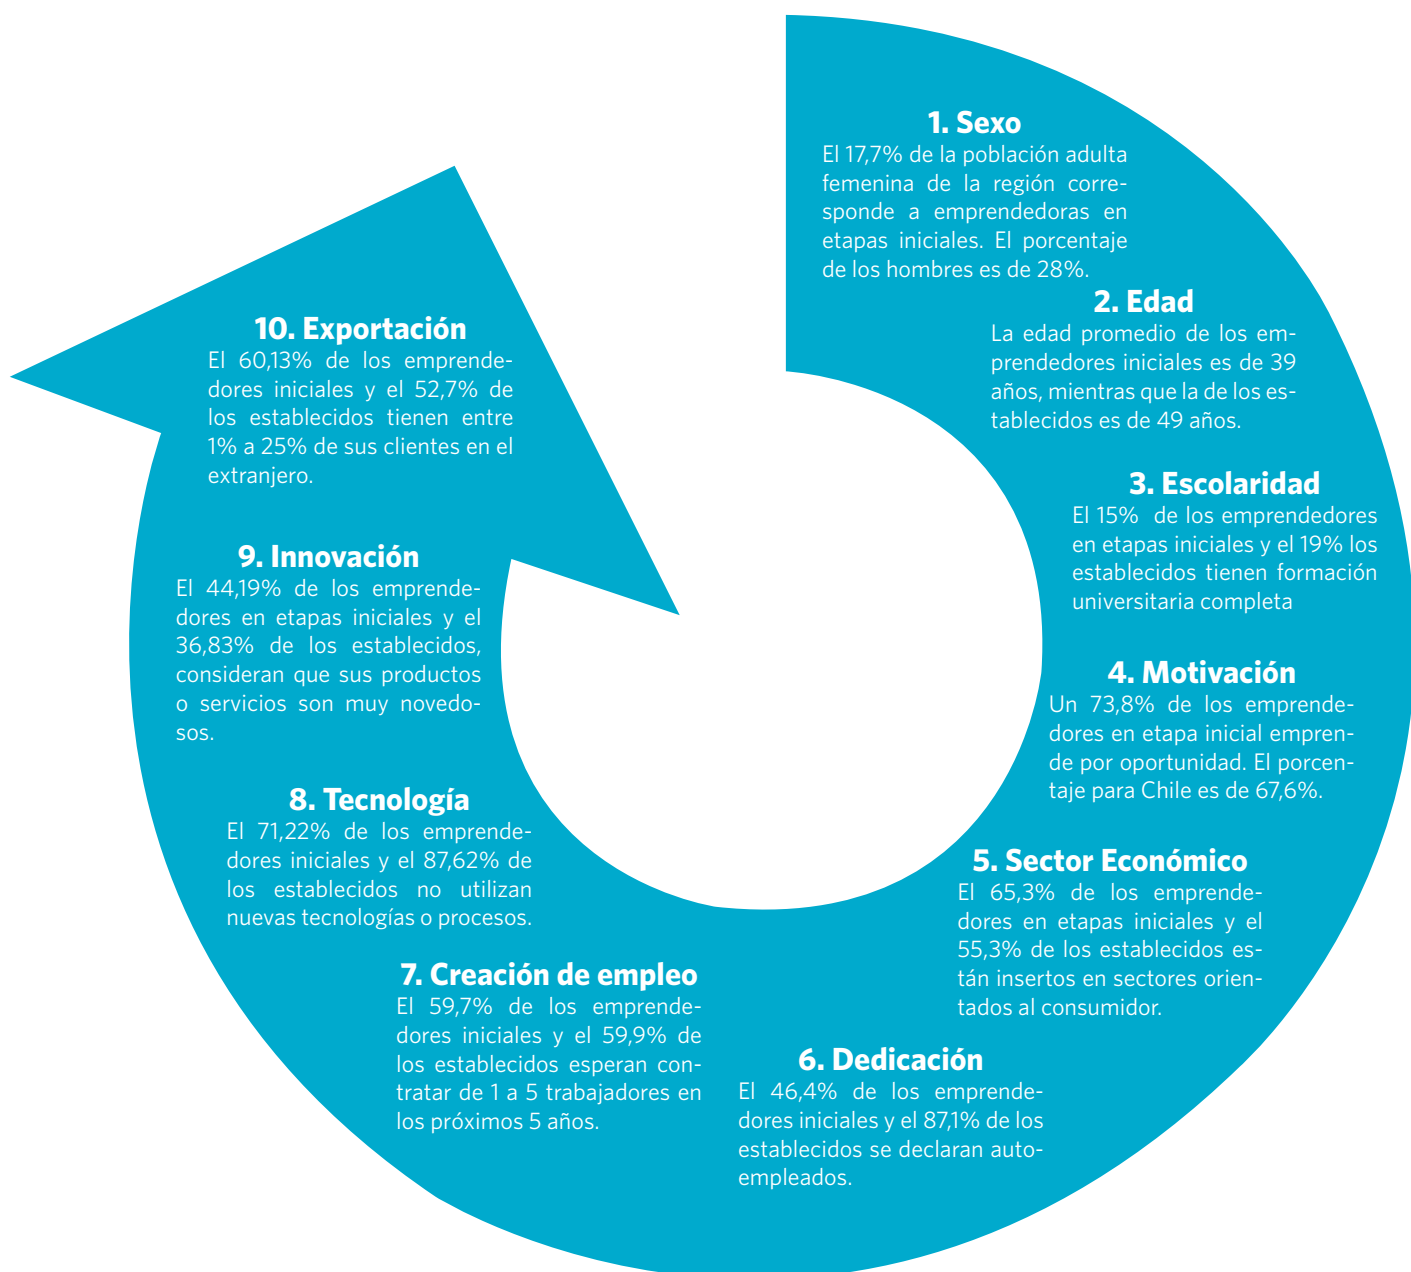 1. Sexo
El 17,7% de la población adulta
femenina de la región corre-
sponde a emprendedoras en
etapas iniciales. El porcentaje
de los hombres es de 28%.
2. Edad
La edad promedio de los em-
prendedores iniciales es de 39
años, mientras que la de los es-
tablecidos es de 49 años.
3. Escolaridad
El 15% de los emprendedores
en etapas iniciales y el 19% los
establecidos tienen formación
universitaria completa
4. Motivación
Un 73,8% de los emprende-
dores en etapa inicial empren-
de por oportunidad. El porcen-
taje para Chile es de 67,6%.
5. Sector Económico
El 65,3% de los emprende-
dores en etapas iniciales y el
55,3% de los establecidos es-
tán insertos en sectores orien-
tados al consumidor.
6. Dedicación
El 46,4% de los emprende-
dores iniciales y el 87,1% de los
establecidos se declaran auto-
empleados.
7. Creación de empleo
El 59,7% de los emprende-
dores iniciales y el 59,9% de
los establecidos esperan con-
tratar de 1 a 5 trabajadores en
los próximos 5 años.
8. Tecnología
El 71,22% de los emprende-
dores iniciales y el 87,62% de
los establecidos no utilizan
nuevas tecnologías o procesos.
9. Innovación
El 44,19% de los emprende-
dores en etapas iniciales y el
36,83% de los establecidos,
consideran que sus productos
o servicios son muy novedo-
sos.
10. Exportación
El 60,13% de los emprende-
dores iniciales y el 52,7% de
los establecidos tienen entre
1% a 25% de sus clientes en el
extranjero.